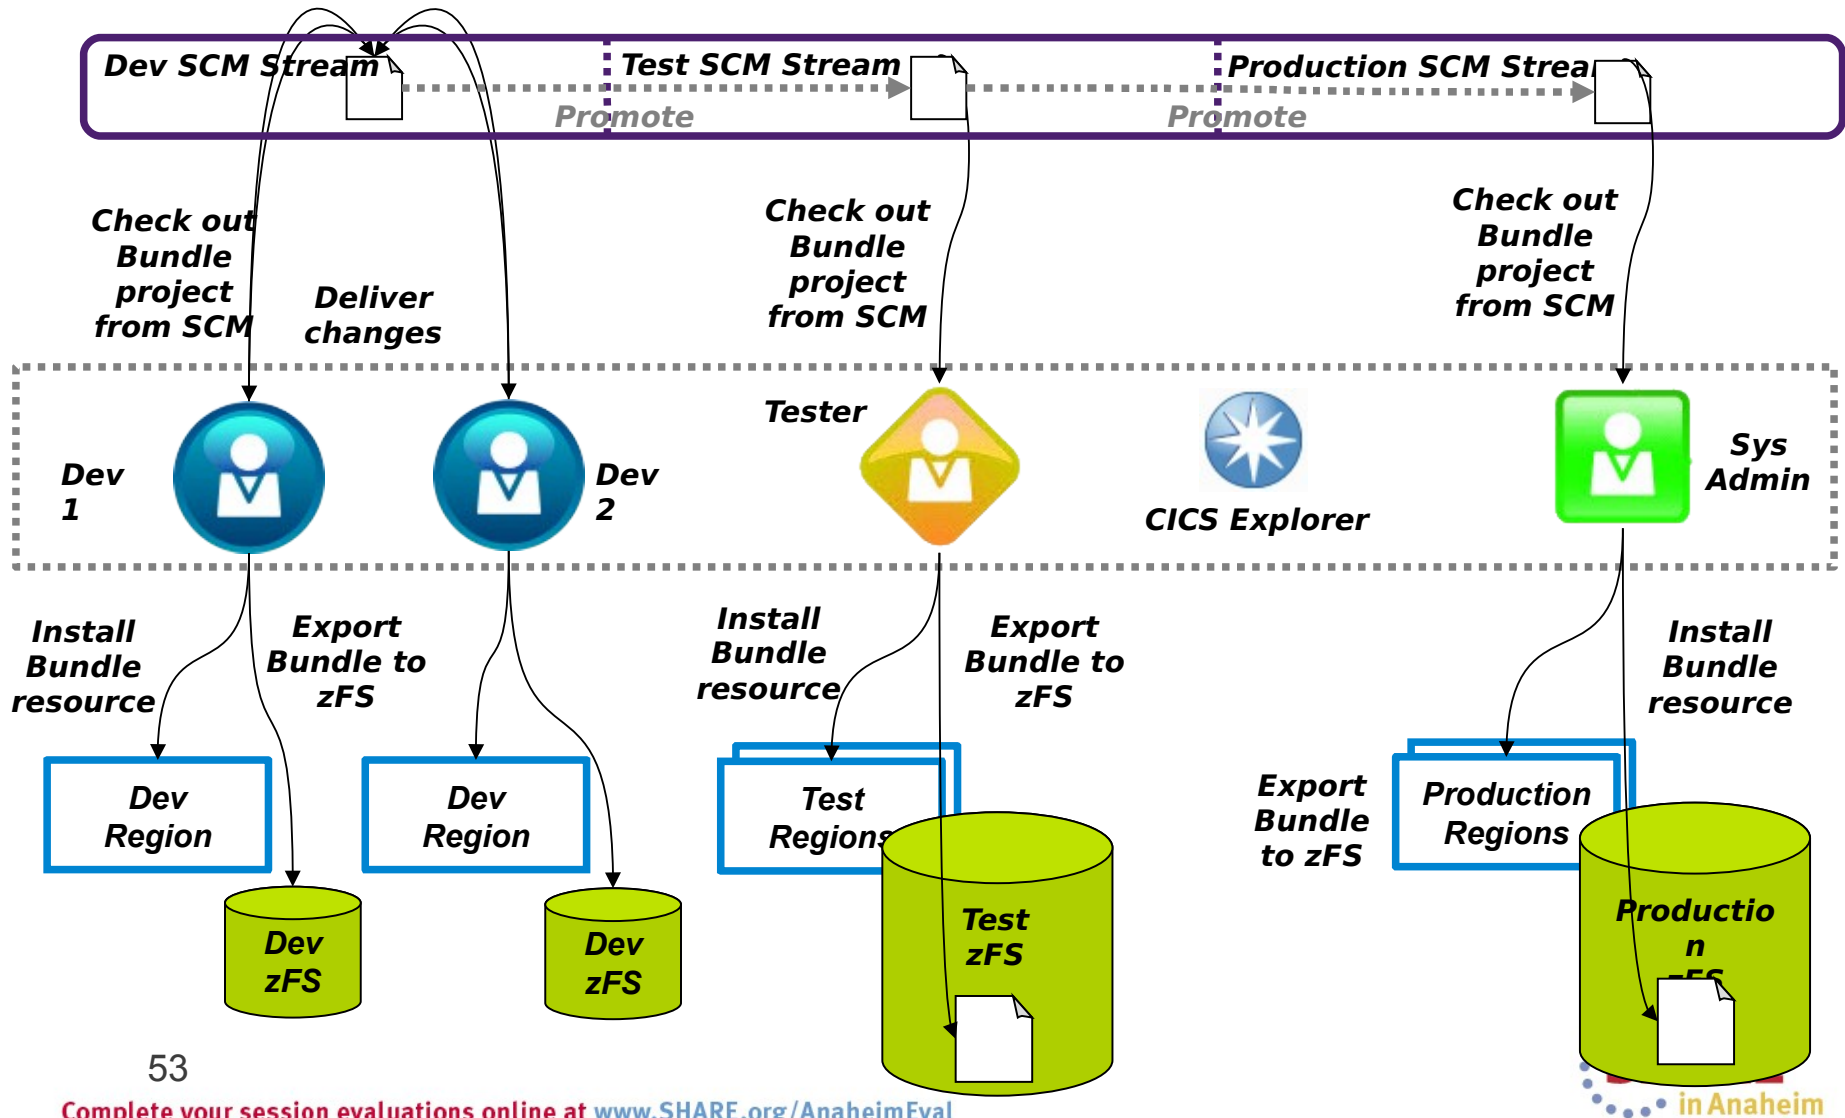 Dev SCM Stream
Test SCM Stream
Production SCM Strea
Promote
Promote
Check out
Bundle
project
from SCM
Deliver
changes
Check out
Bundle
project
from SCM
Check out
Bundle
project
from SCM
Dev
1
Dev
2
Tester
CICS Explorer
Sys
Admin
Install
Bundle
resource
Export
Bundle to
zFS
Install
Bundle
resource
Export
Bundle to
zFS
Install
Bundle
resource
Dev
Region
Dev
Region
Test
Regions
Export
Bundle
to zFS
Production
Regions
Dev
zFS
Dev
zFS
Test
zFS
Productio
n
zFS
53
Complete your session evaluations online at www.SHARE.org/AnaheimEval
in Anaheim